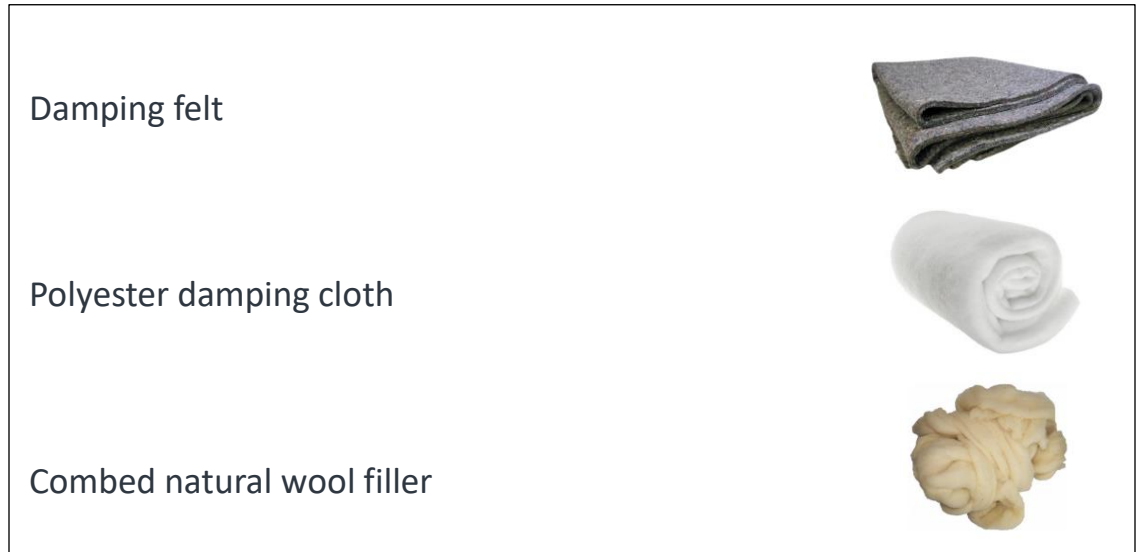 Damping felt
Polyester damping cloth
Combed natural wool filler